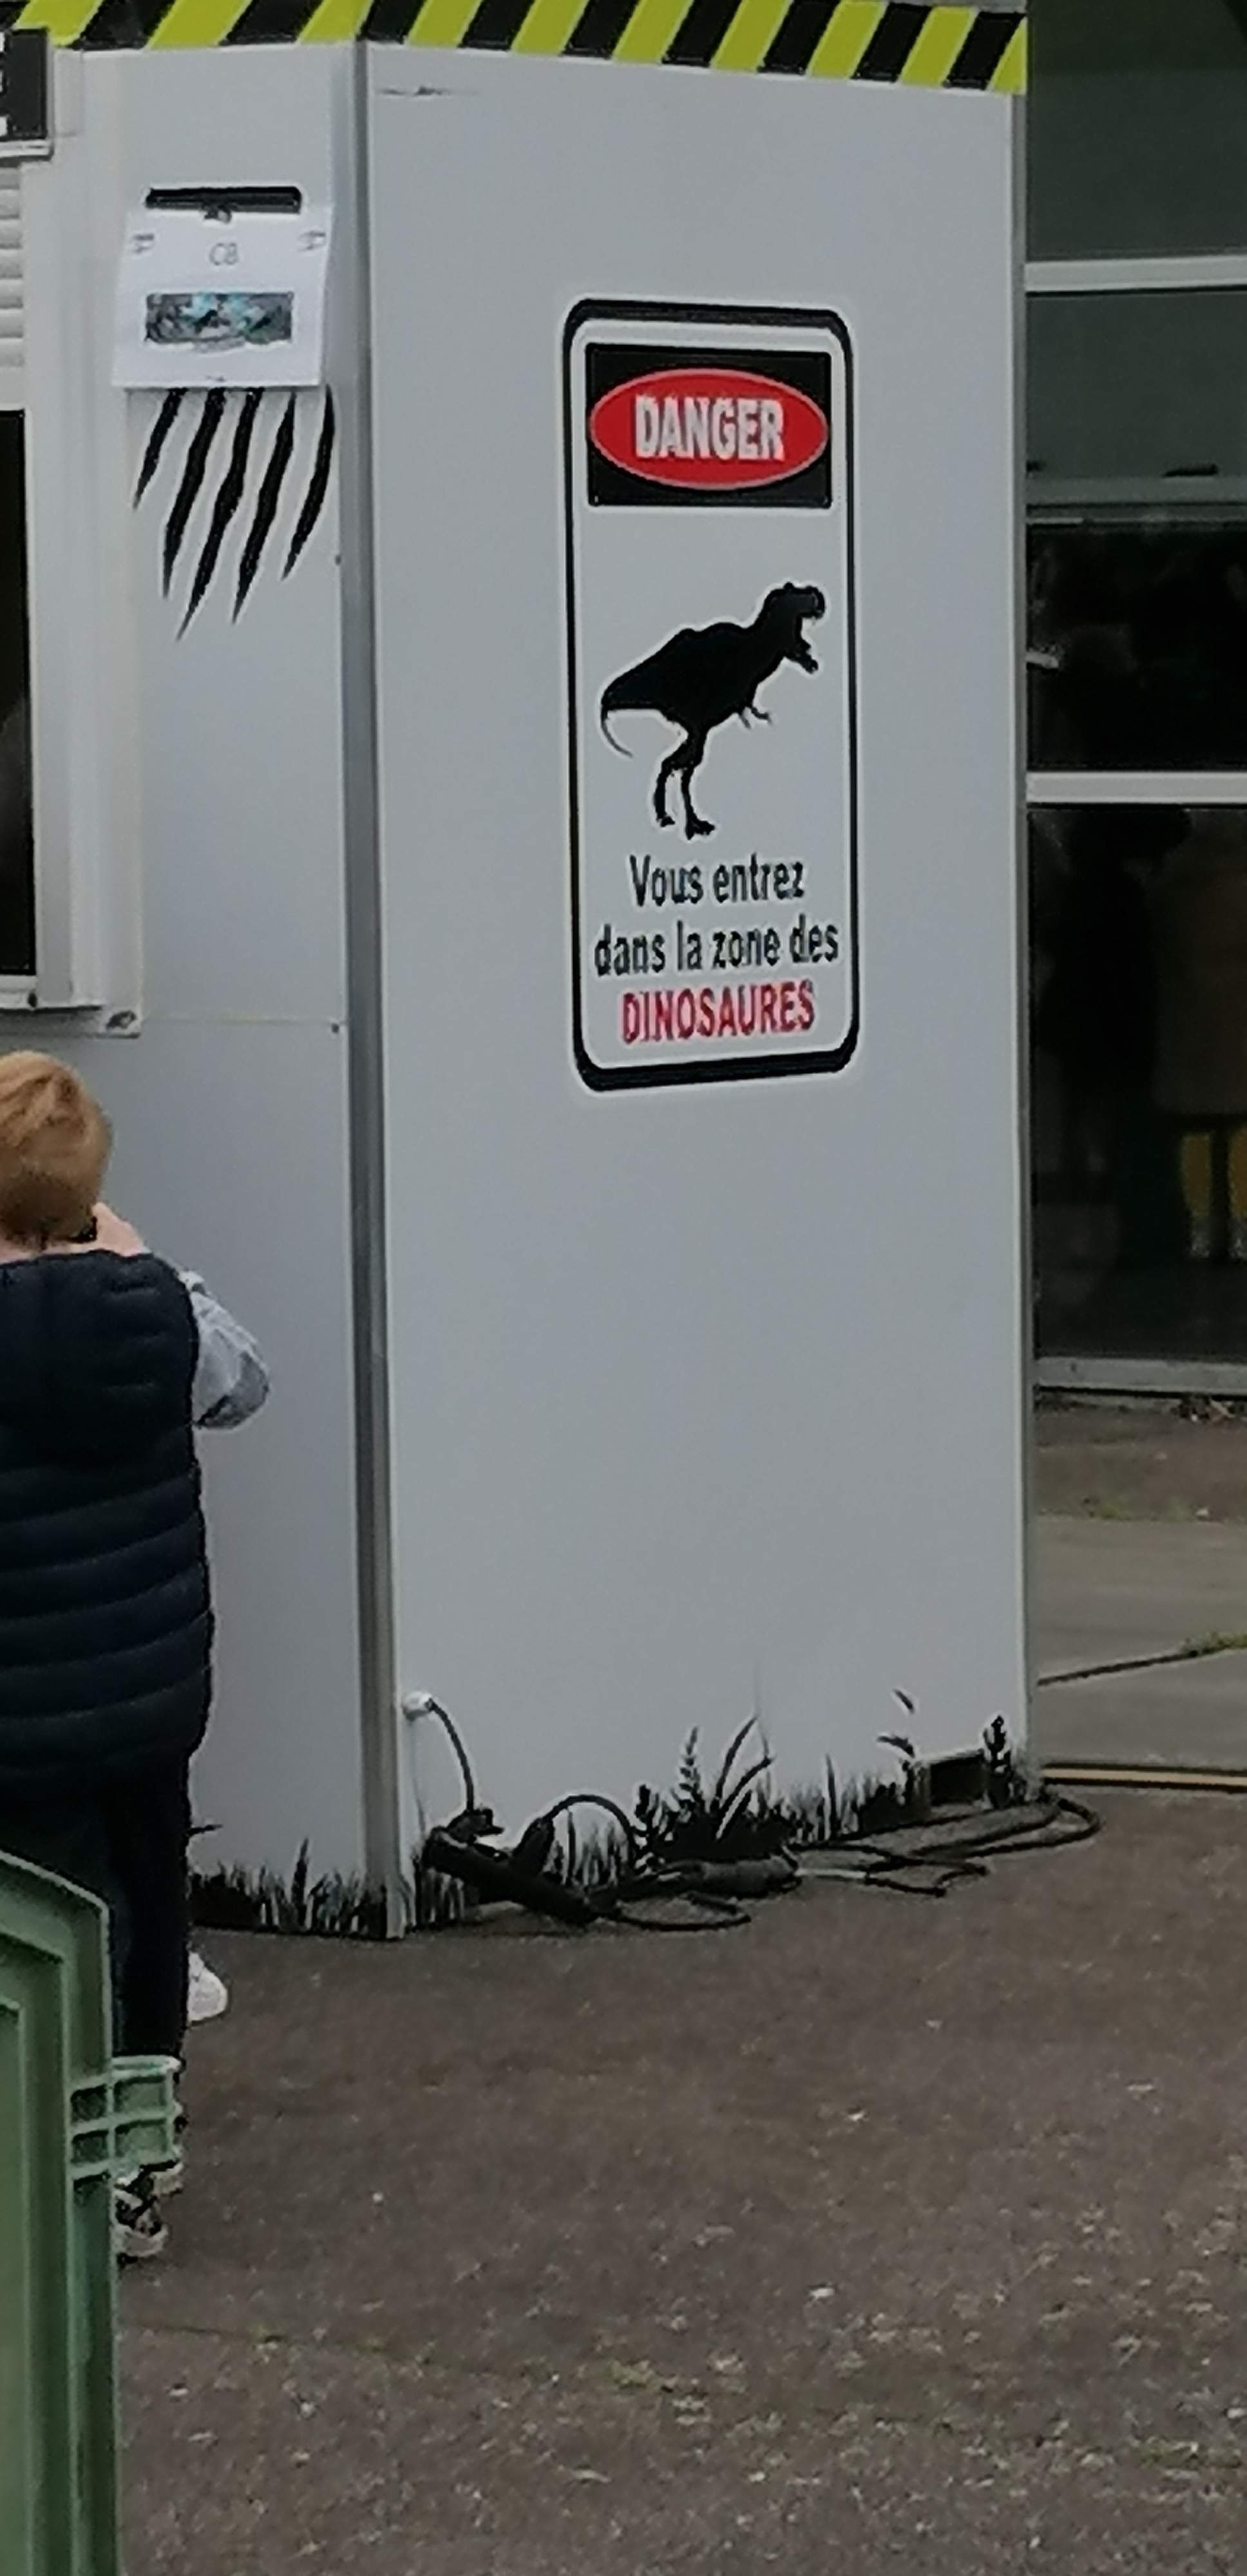 CB
DANGER
Vous entrez
dans la zone des
DINOSAURES